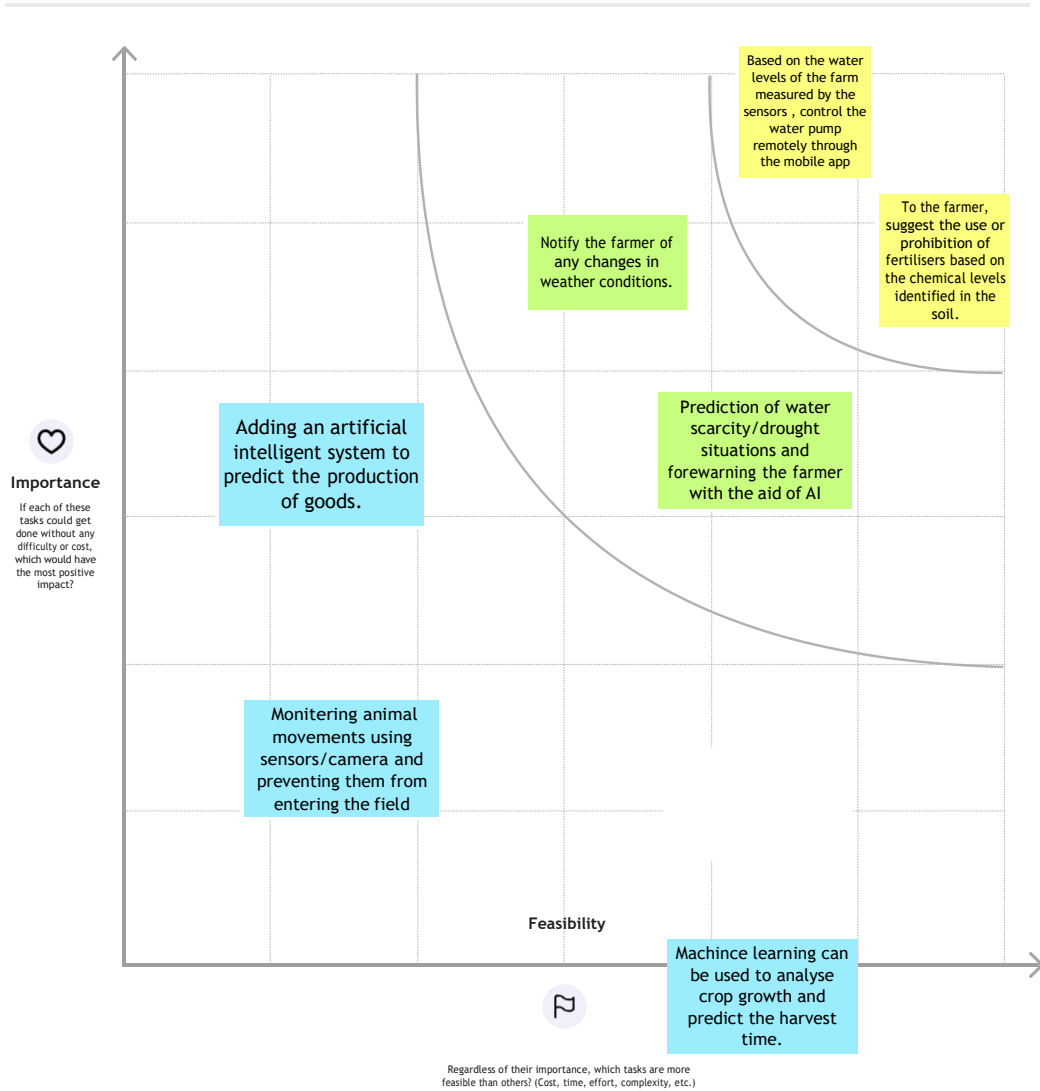 Based on the water
levels of the farm
measured by the
sensors , control the
water pump
remotely through
the mobile app
To the farmer,
suggest the use or
prohibition of
fertilisers based on
the chemical levels
identified in the
soil.
Notify the farmer of
any changes in
weather conditions.
Prediction of water
scarcity/drought
situations and
forewarning the farmer
with the aid of AI
Adding an artificial
intelligent system to
predict the production
of goods.
Importance
If each of these
tasks could get
done without any
difficulty or cost,
which would have
the most positive
impact?
Monitering animal
movements using
sensors/camera and
preventing them from
entering the field
Feasibility
Machince learning can
be used to analyse
crop growth and
predict the harvest
time.
Regardless of their importance, which tasks are more
feasible than others? (Cost, time, effort, complexity, etc.)